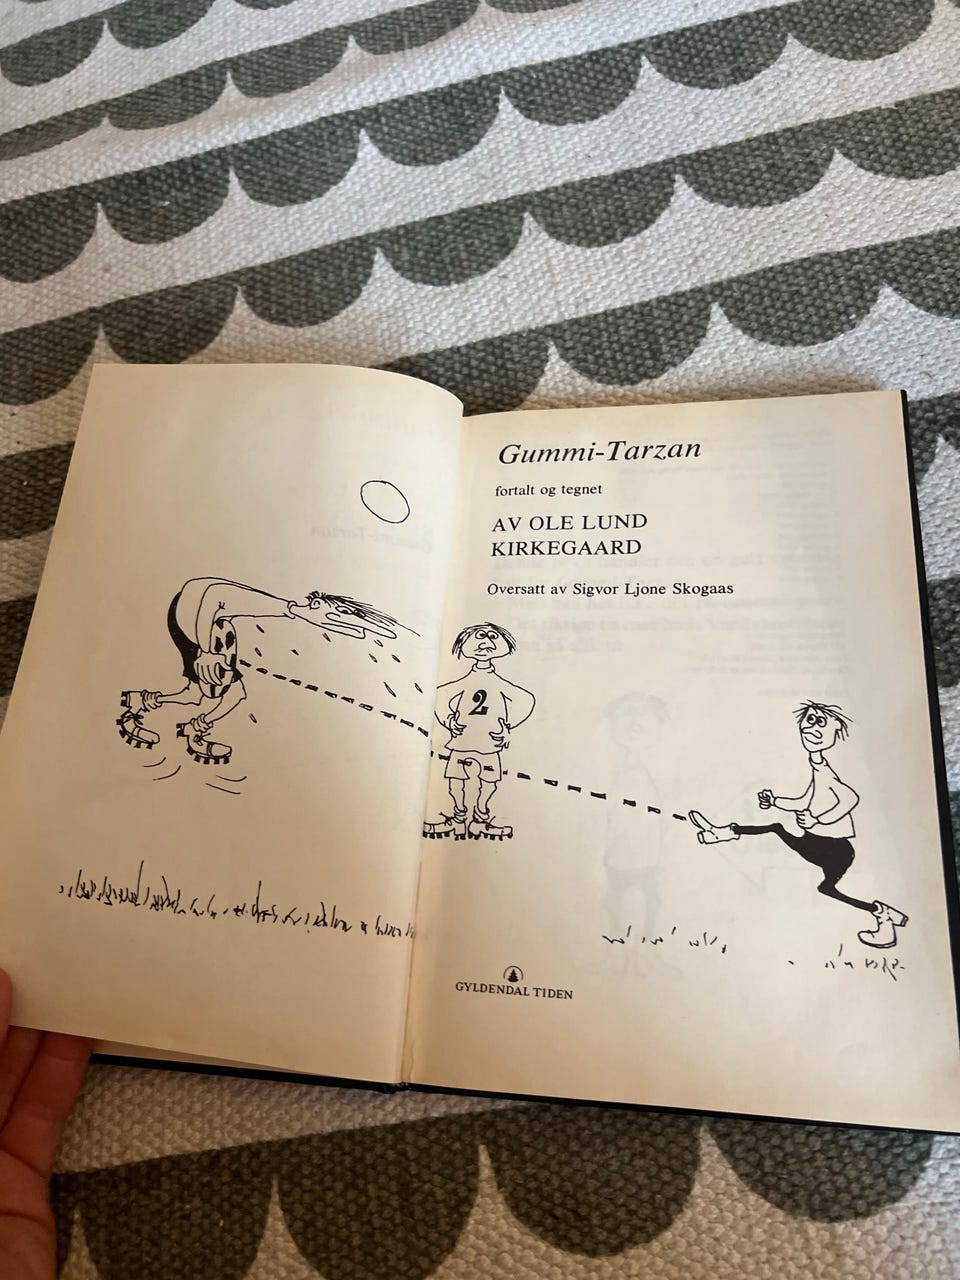 Gummi-Tarzan
fortalt og tegnet
AV OLE LUND
KIRKEGAARD
Oversatt av Sigvor Ljone Skogaas
2
GYLDENDAL TIDEN